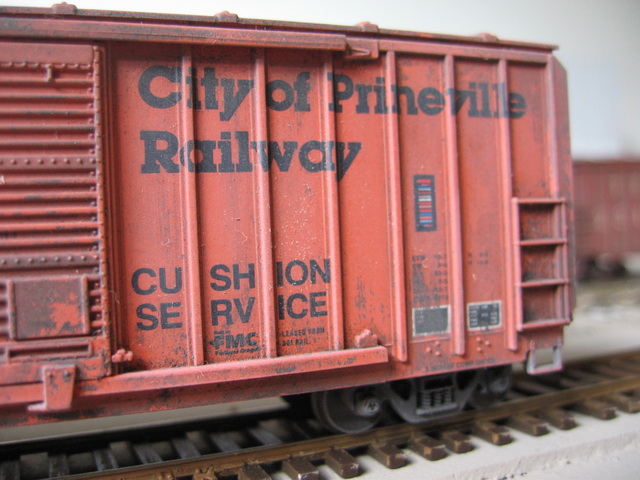 City of Prineville
Railway
CUSHION
SERVICE
FMC